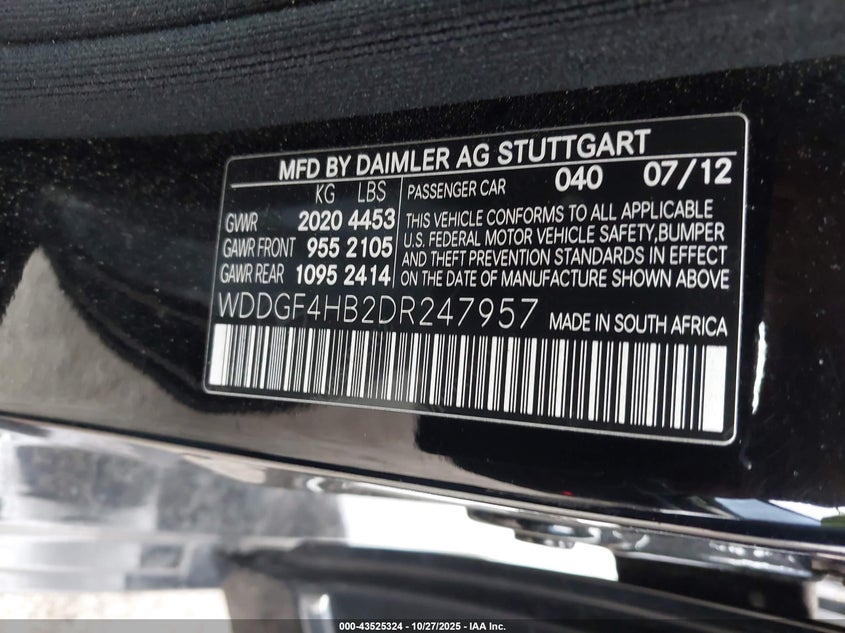 MFD BY DAIMLER AG STUTTGART
KG LBS
GVWR 2020 4453
GAWR FRONT 955 2105
GAWR REAR 1095 2414
PASSENGER CAR 040 07/12
THIS VEHICLE CONFORMS TO ALL APPLICABLE
U.S. FEDERAL MOTOR VEHICLE SAFETY,BUMPER
AND THEFT PREVENTION STANDARDS IN EFFECT
ON THE DATE OF MANUFACTURE SHOWN ABOVE
WDDGF4HB2DR247957 MADE IN SOUTH AFRICA
000-43525324 | 10/27/2025 - IAA Inc.